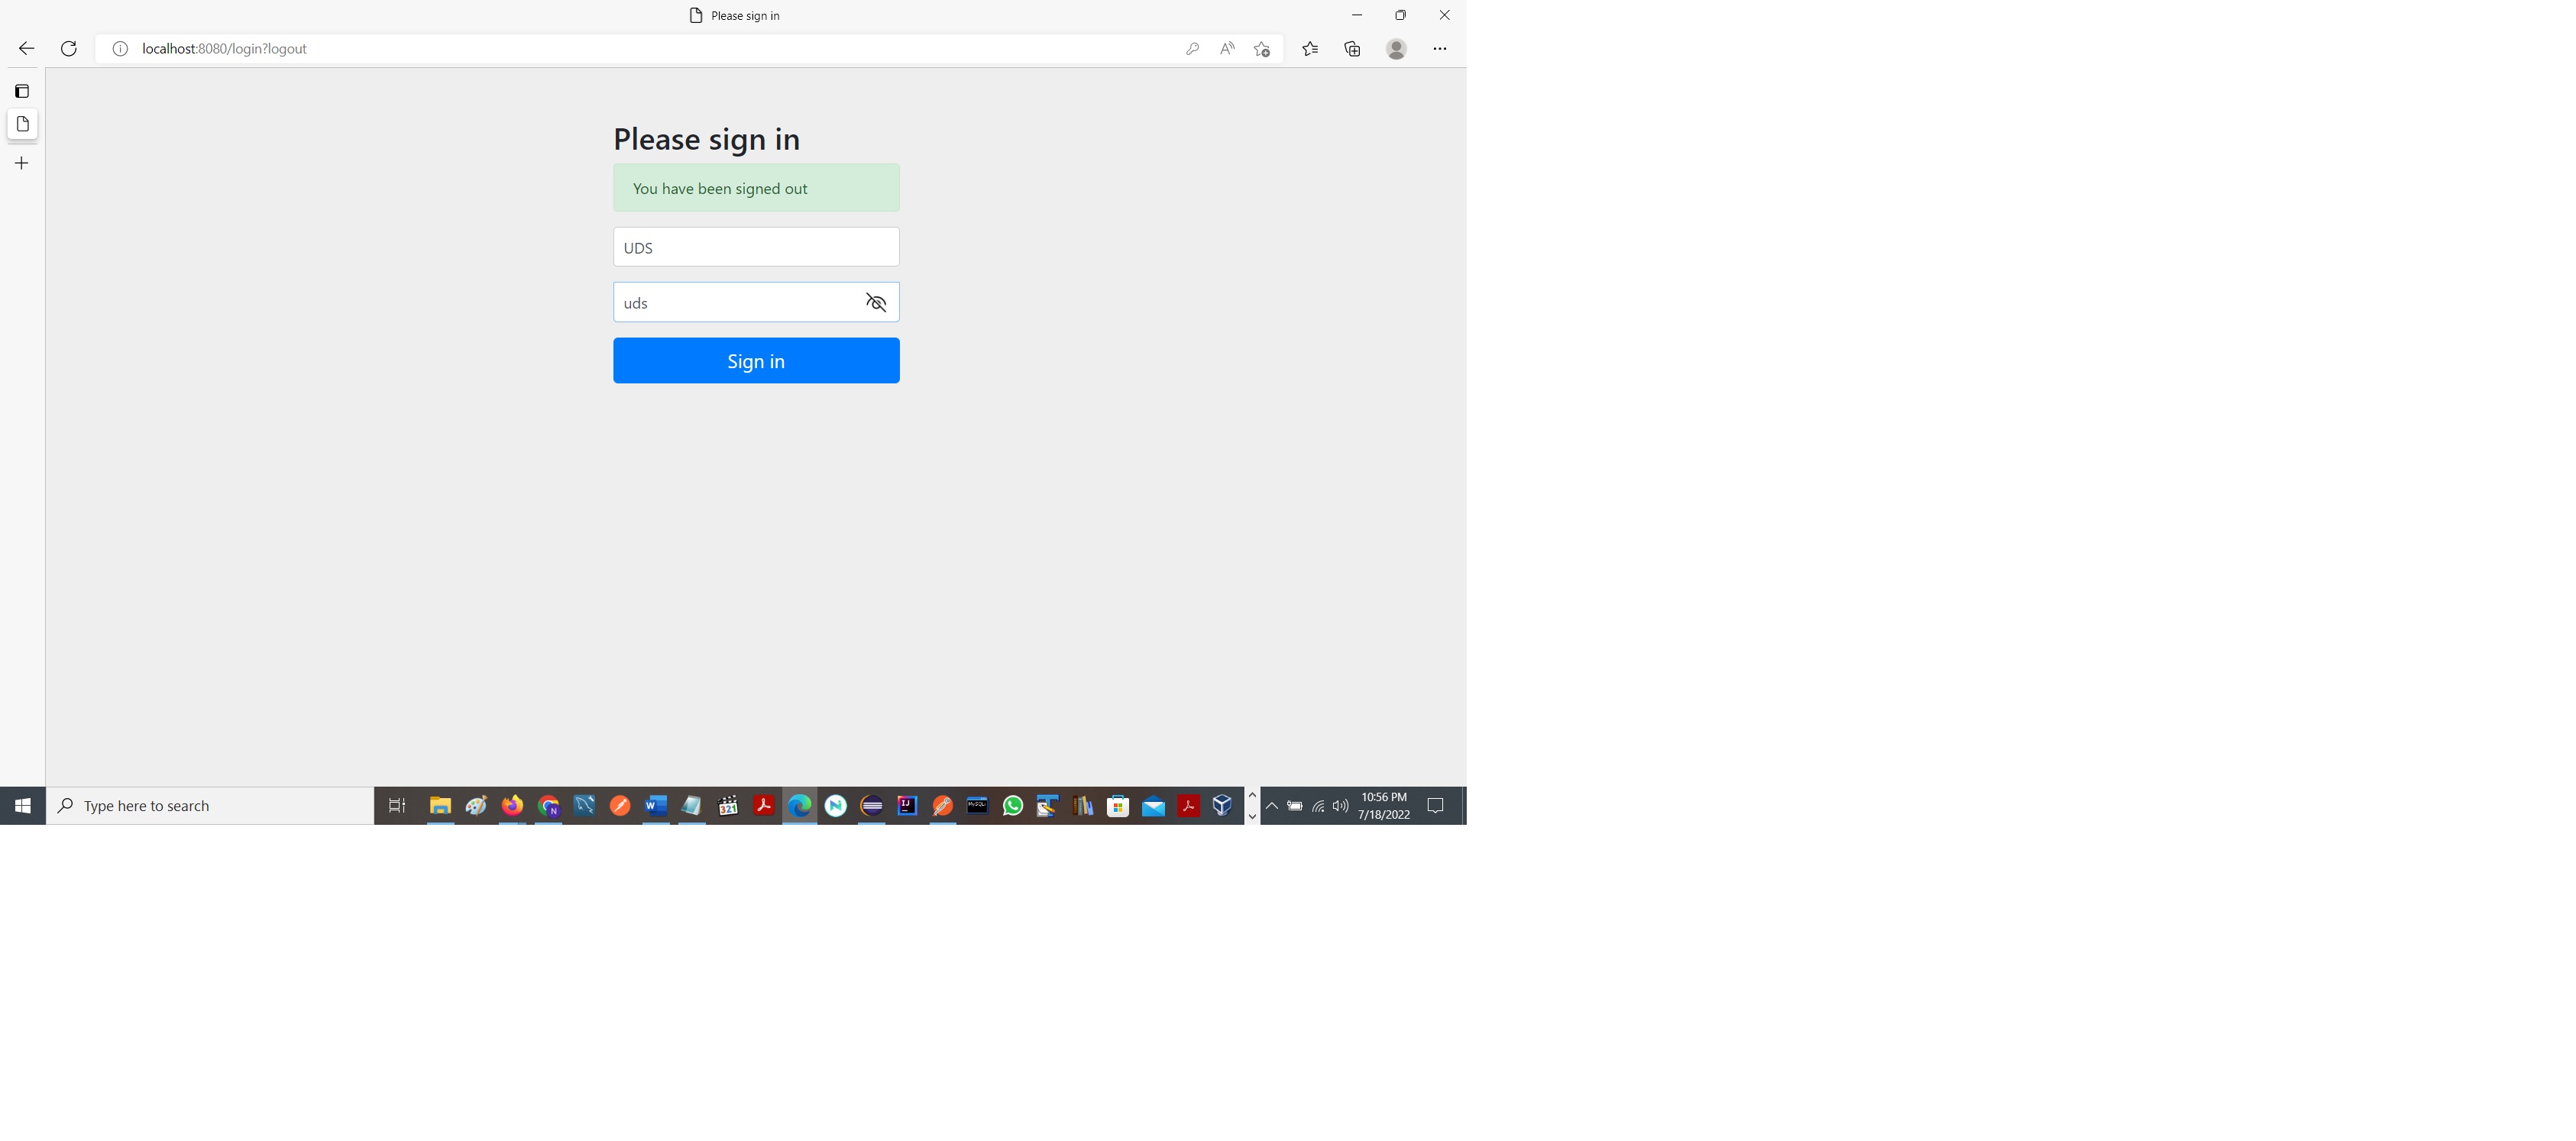 Please sign in
localhost:8080/login?logout
Please sign in
You have been signed out
UDS
uds
Sign in
Type here to search
10:56 PM
7/18/2022